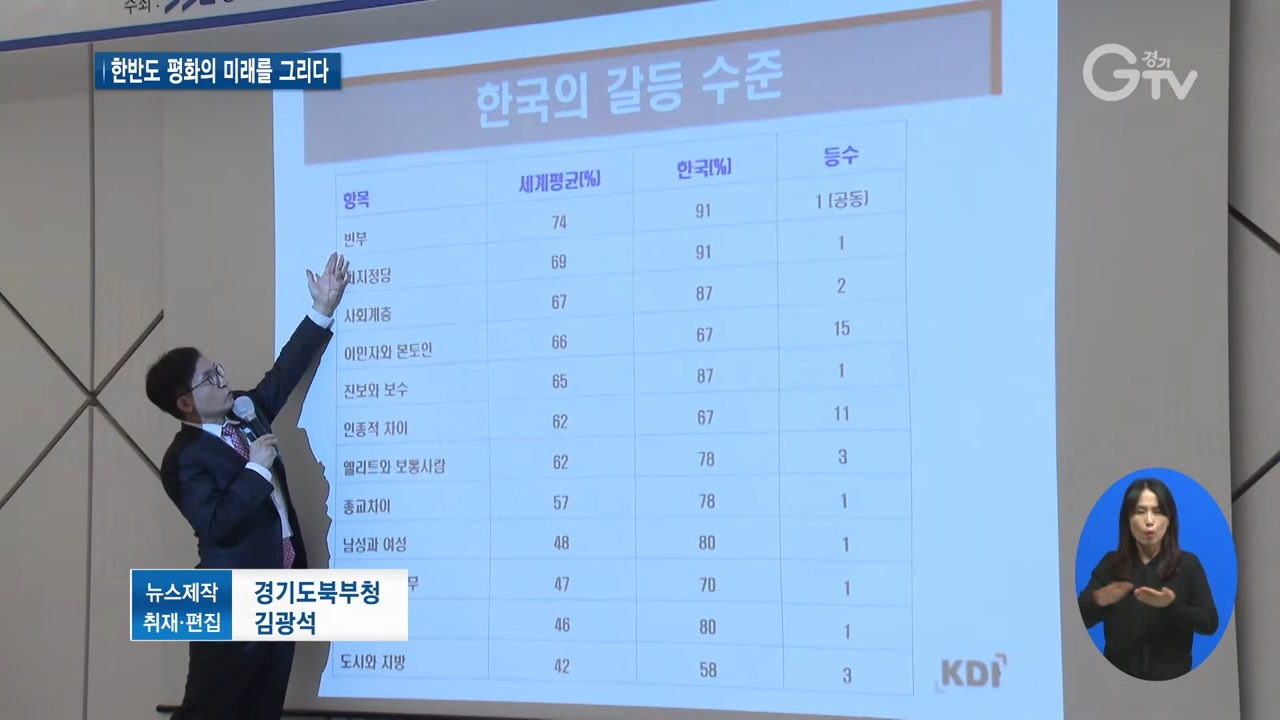 주최 :
한반도 평화의 미래를 그리다
경기
GTV
한국의 갈등 수준
항목 세계평균(%) 한국(%) 등수
빈부 74 91 1 (공동)
지지정당 69 91 1
사회계층 67 87 2
이민자와 본토인 66 67 15
진보와 보수 65 87 1
인종적 차이 62 67 11
엘리트와 보통사람 62 78 3
종교차이 57 78 1
남성과 여성 48 80 1
무 47 70 1
46 80 1
도시와 지방 42 58 3
KDI
뉴스제작 경기도북부청
취재·편집 김광석